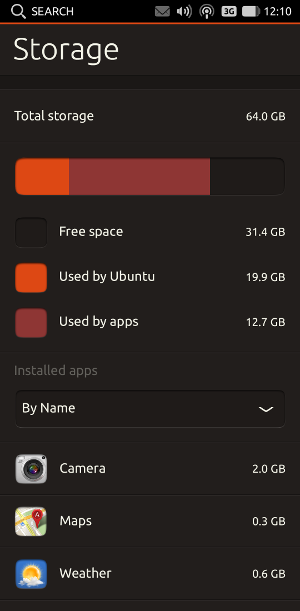 SEARCH 3G 12:10
Storage
Total storage 64.0 GB
Free space 31.4 GB
Used by Ubuntu 19.9 GB
Used by apps 12.7 GB
Installed apps
By Name
Camera 2.0 GB
Maps 0.3 GB
Weather 0.6 GB